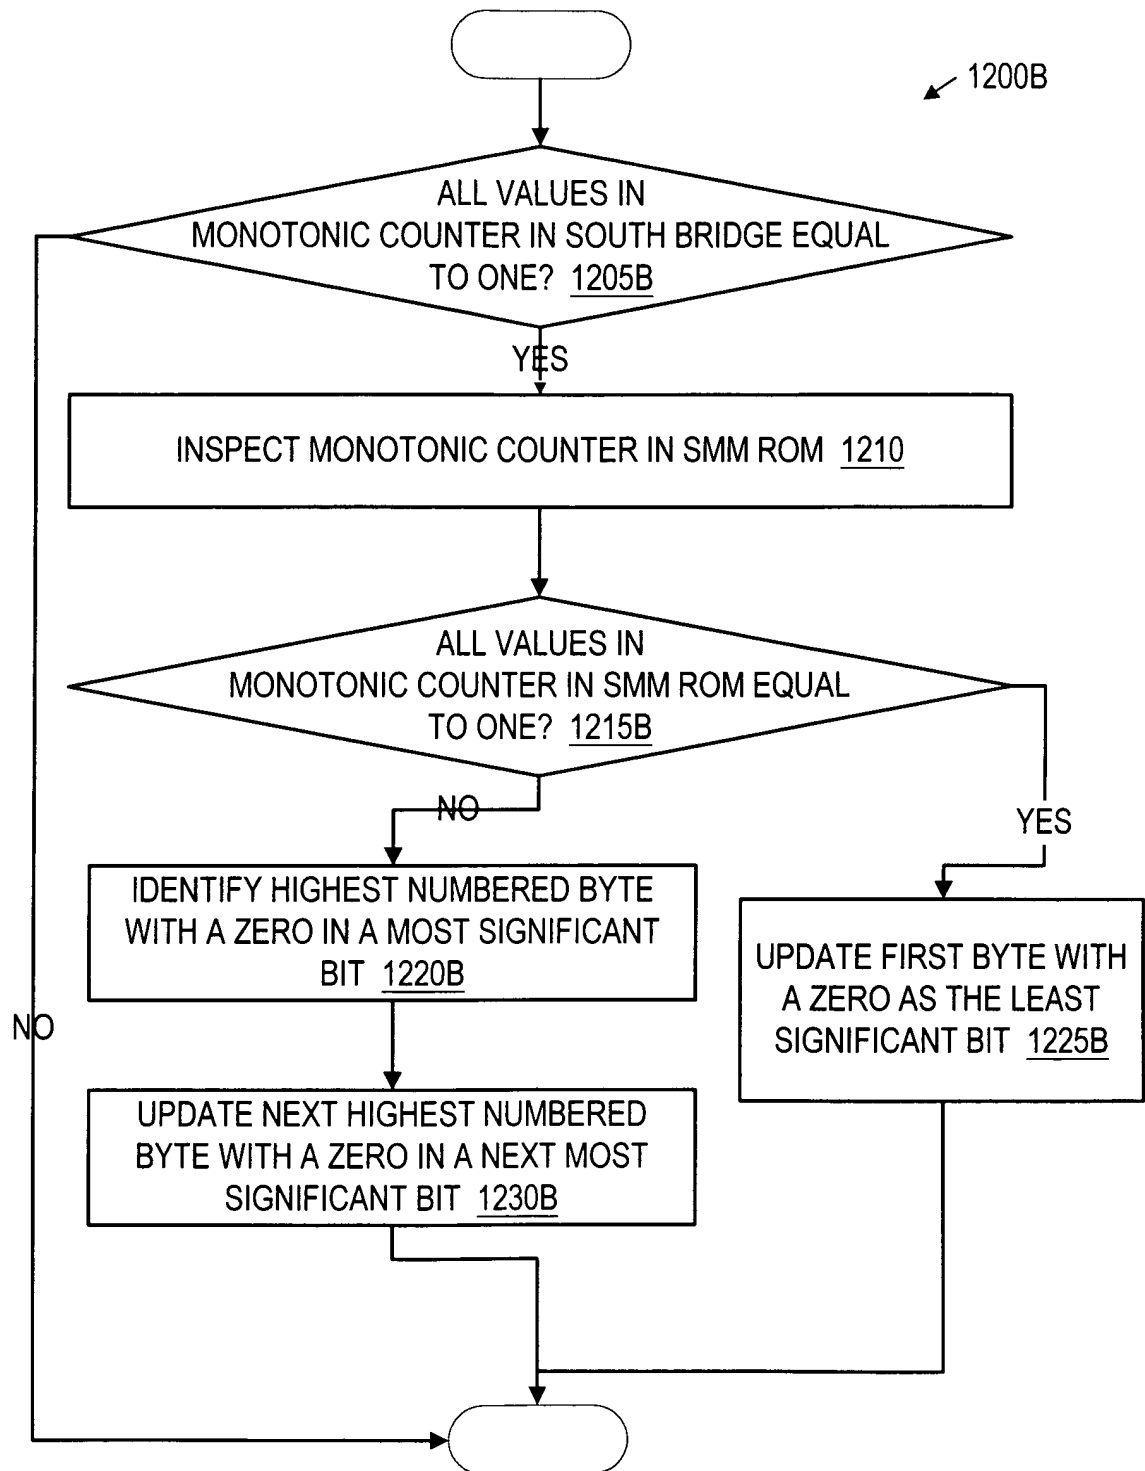 1200B
ALL VALUES IN
MONOTONIC COUNTER IN SOUTH BRIDGE EQUAL
TO ONE? 1205B
YES
INSPECT MONOTONIC COUNTER IN SMM ROM 1210
ALL VALUES IN
MONOTONIC COUNTER IN SMM ROM EQUAL
TO ONE? 1215B
NO
YES
IDENTIFY HIGHEST NUMBERED BYTE
WITH A ZERO IN A MOST SIGNIFICANT
BIT 1220B
UPDATE FIRST BYTE WITH
A ZERO AS THE LEAST
SIGNIFICANT BIT 1225B
NO
UPDATE NEXT HIGHEST NUMBERED
BYTE WITH A ZERO IN A NEXT MOST
SIGNIFICANT BIT 1230B